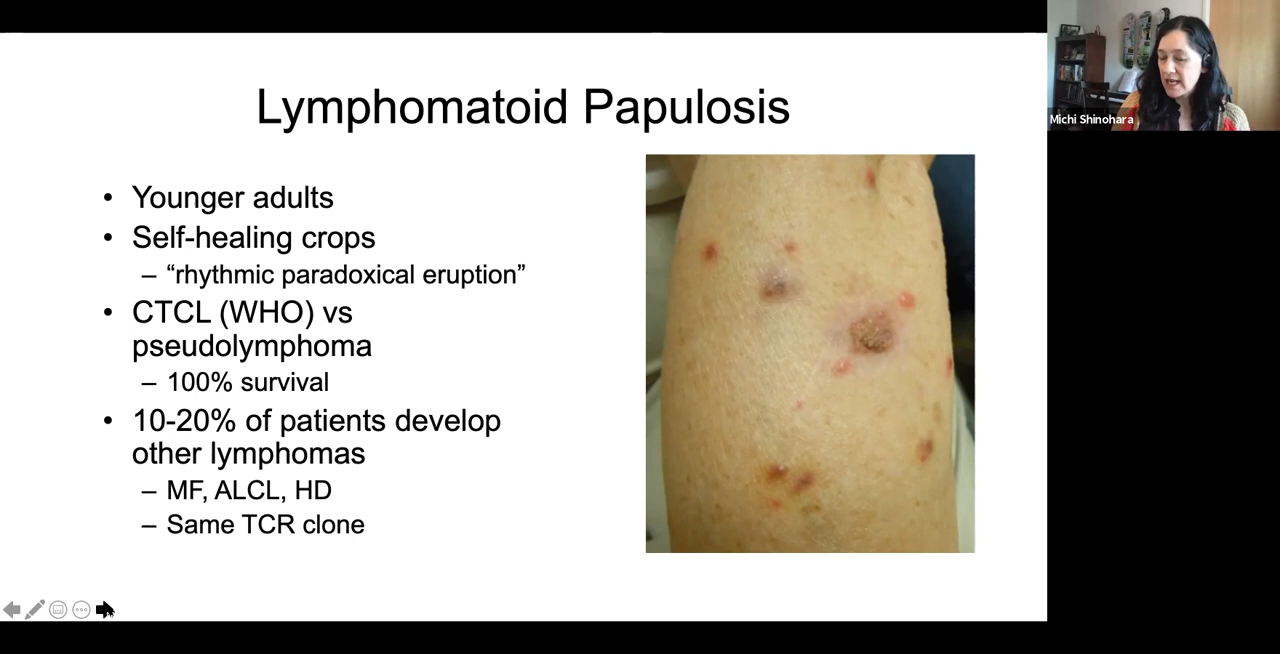 Lymphomatoid Papulosis
• Younger adults
• Self-healing crops
– “rhythmic paradoxical eruption”
• CTCL (WHO) vs
pseudolymphoma
– 100% survival
• 10-20% of patients develop
other lymphomas
– MF, ALCL, HD
– Same TCR clone
Michi Shinohara